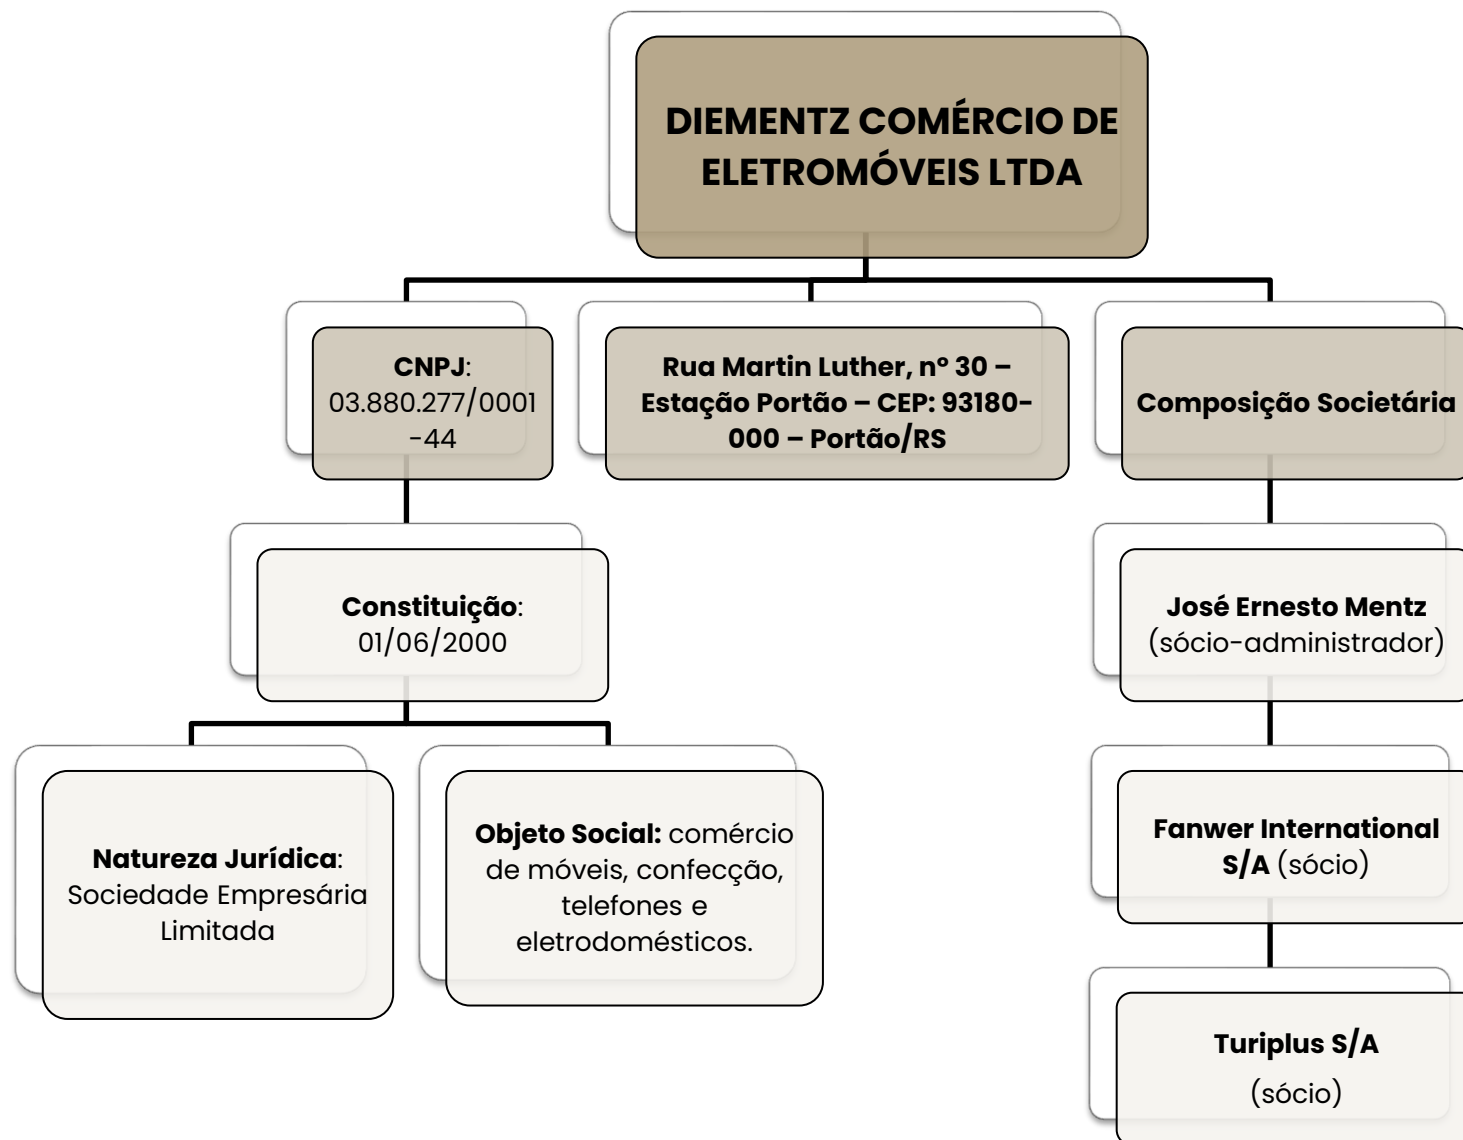 DIEMENTZ COMÉRCIO DE
ELETROMÓVEIS LTDA
CNPJ:
03.880.277/0001
-44
Rua Martin Luther, nº 30 –
Estação Portão – CEP: 93180-
000 – Portão/RS
Composição Societária
Constituição:
01/06/2000
José Ernesto Mentz
(sócio-administrador)
Natureza Jurídica:
Sociedade Empresária
Limitada
Objeto Social: comércio
de móveis, confecção,
telefones e
eletrodomésticos.
Fanwer International
S/A (sócio)
Turiplus S/A
(sócio)